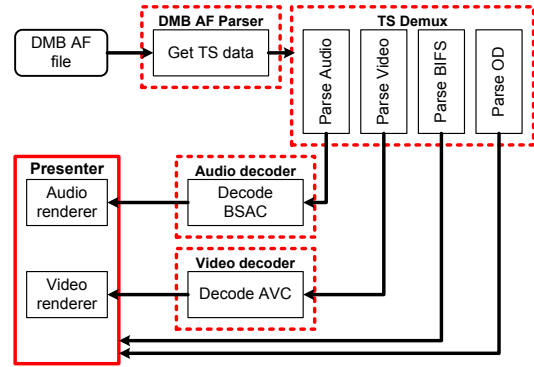 DMB AF Parser
TS Demux
DMB AF
file
Get TS data
Parse Audio
Parse Video
Parse BIFS
Parse OD
Presenter
Audio decoder
Audio
renderer
Decode
BSAC
Video decoder
Video
renderer
Decode AVC